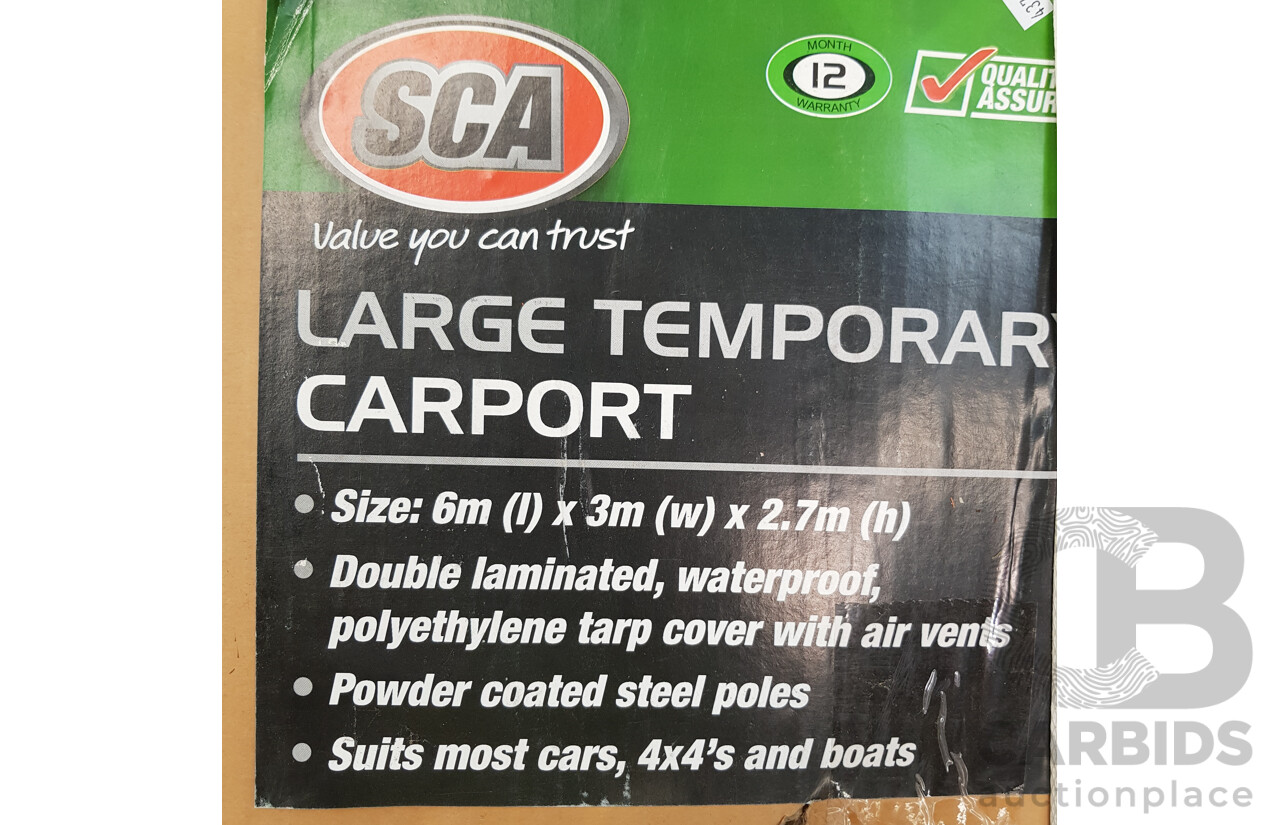 SCA
MONTH
12
WARRANTY
QUALIT
ASSUR
Value you can trust
LARGE TEMPORARY
CARPORT
• Size: 6m (l) x 3m (w) x 2.7m (h)
• Double laminated, waterproof,
polyethylene tarp cover with air vents
• Powder coated steel poles
• Suits most cars, 4x4's and boats
CARBIDS
auctionplace